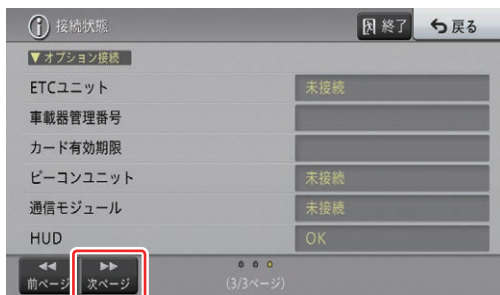 接続状態
終了
戻る
▼オプション接続
ETCユニット 未接続
車載器管理番号
カード有効期限
ビーコンユニット 未接続
通信モジュール 未接続
HUD OK
前ページ 次ページ (3/3ページ)